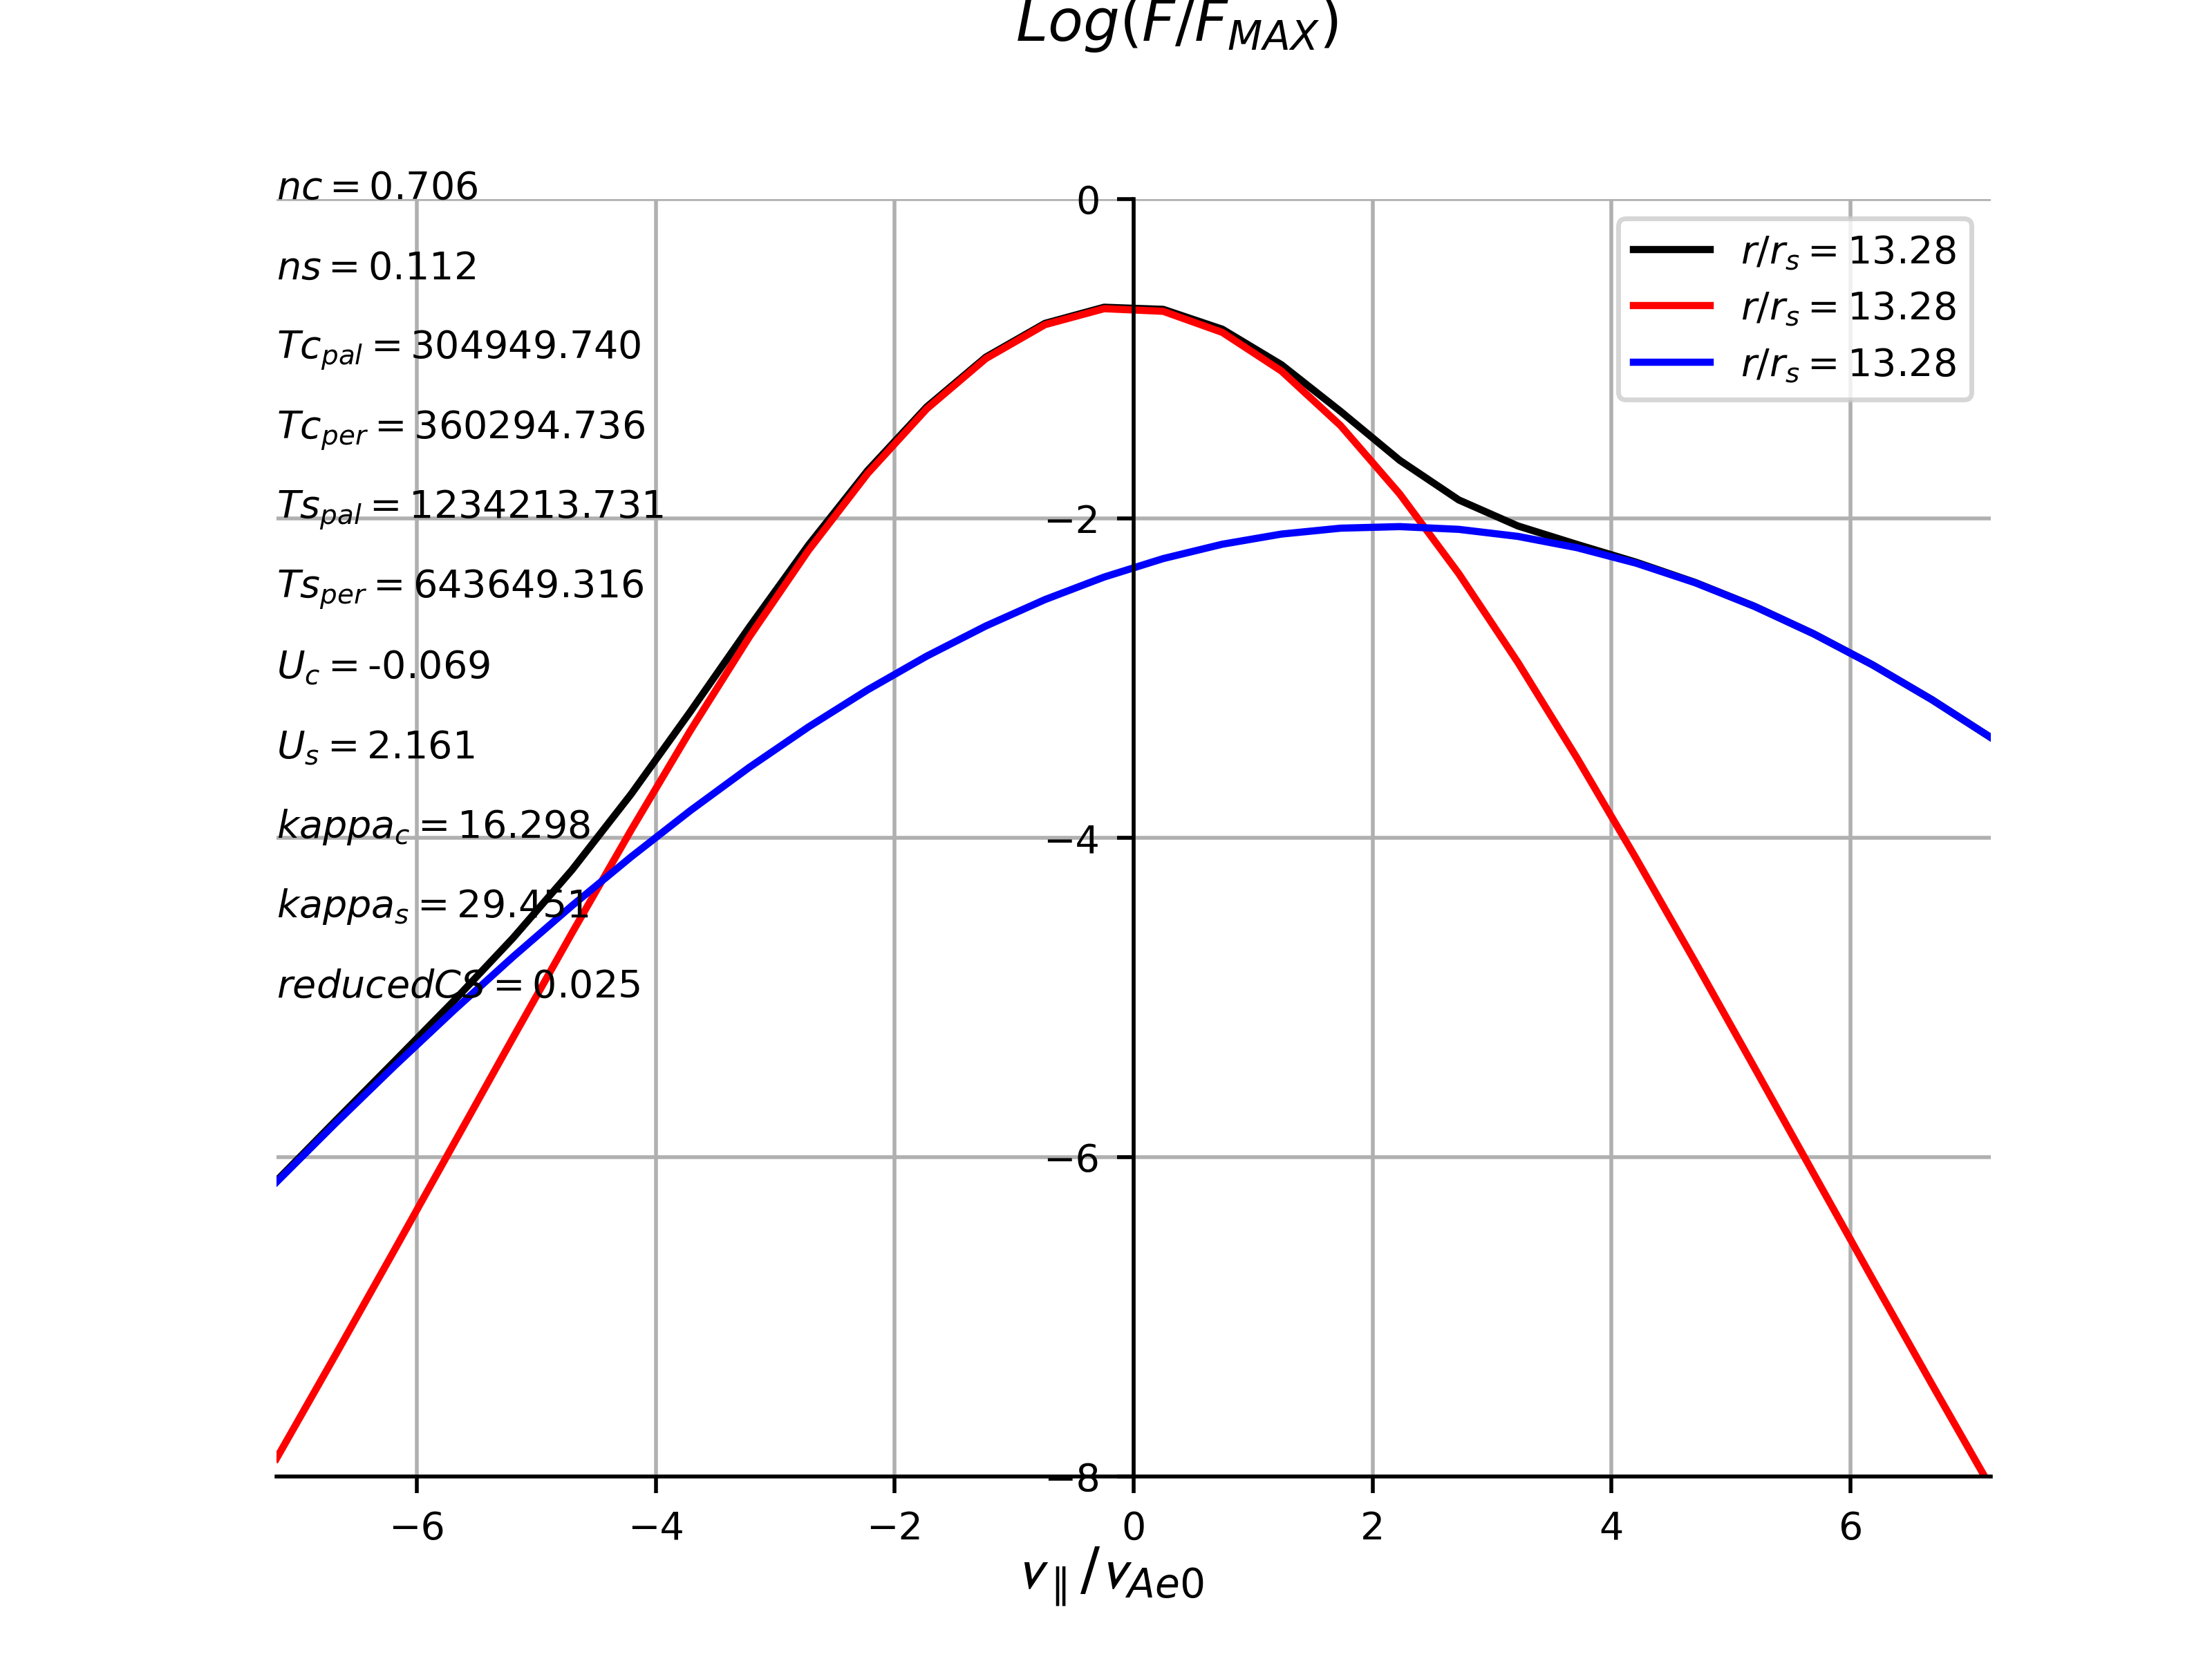 Log(F/F_MAX)
nc = 0.706
ns = 0.112
Tc_pal = 304949.740
Tc_per = 360294.736
Ts_pal = 1234213.731
Ts_per = 643649.316
U_c = -0.069
U_s = 2.161
kappa_c = 16.298
kappa_s = 29.451
reducedCS = 0.025
r/r_s = 13.28
r/r_s = 13.28
r/r_s = 13.28
0
−2
−4
−6
−8
−6 −4 −2 0 2 4 6
v_∥/v_Ae0